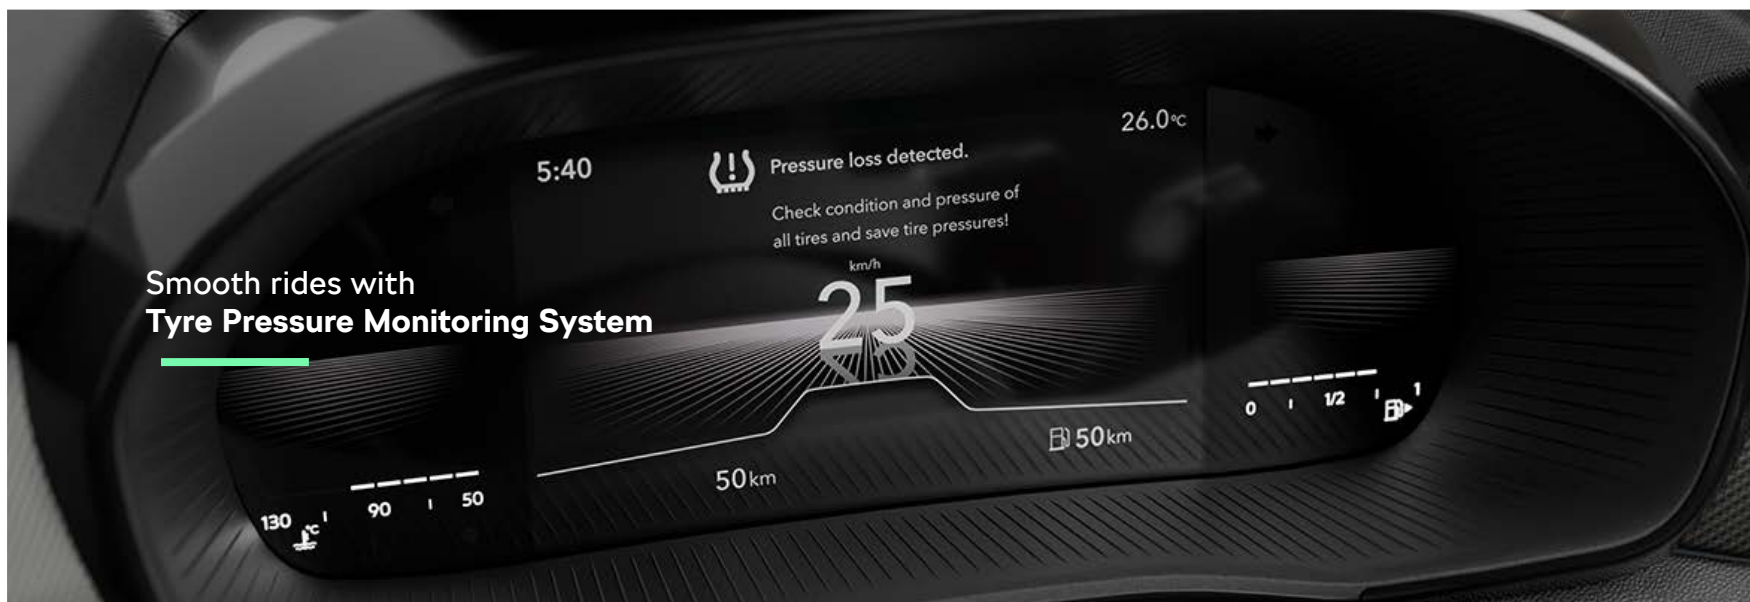 5:40
Pressure loss detected.
26.0°C
Check condition and pressure of
all tires and save tire pressures!
km/h
25
Smooth rides with
Tyre Pressure Monitoring System
0 1/2 1
50km
50km
130 90 50
°C